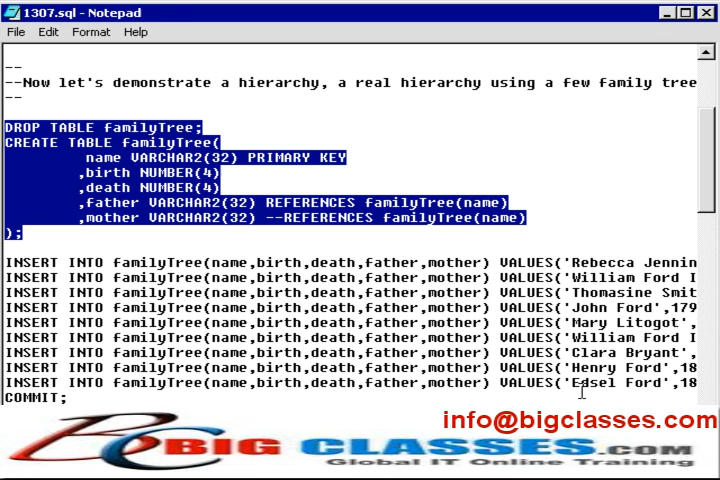 1307.sql - Notepad
File Edit Format Help
--
--Now let's demonstrate a hierarchy, a real hierarchy using a few family tree
--
DROP TABLE familyTree;
CREATE TABLE familyTree(
name VARCHAR2(32) PRIMARY KEY
,birth NUMBER(4)
,death NUMBER(4)
,father VARCHAR2(32) REFERENCES familyTree(name)
,mother VARCHAR2(32) --REFERENCES familyTree(name)
);
INSERT INTO familyTree(name,birth,death,father,mother) VALUES('Rebecca Jennin
INSERT INTO familyTree(name,birth,death,father,mother) VALUES('William Ford I
INSERT INTO familyTree(name,birth,death,father,mother) VALUES('Thomasine Smit
INSERT INTO familyTree(name,birth,death,father,mother) VALUES('John Ford',179
INSERT INTO familyTree(name,birth,death,father,mother) VALUES('Mary Litogot',
INSERT INTO familyTree(name,birth,death,father,mother) VALUES('William Ford I
INSERT INTO familyTree(name,birth,death,father,mother) VALUES('Clara Bryant',
INSERT INTO familyTree(name,birth,death,father,mother) VALUES('Henry Ford',18
INSERT INTO familyTree(name,birth,death,father,mother) VALUES('Edsel Ford',18
COMMIT;
info@bigclasses.com
BIG CLASSES.COM
Global IT Online Training